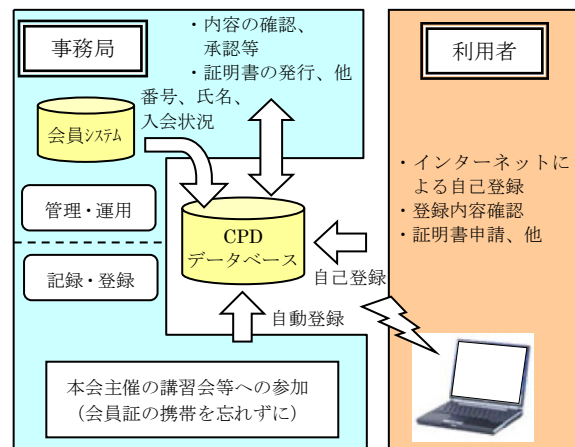 事務局
・内容の確認、
承認等
・証明書の発行、他
番号、氏名、
入会状況
会員システム
管理・運用
記録・登録
CPD
データベース
自己登録
自動登録
本会主催の講習会等への参加
（会員証の携帯を忘れずに）
利用者
・インターネットに
よる自己登録
・登録内容確認
・証明書申請、他